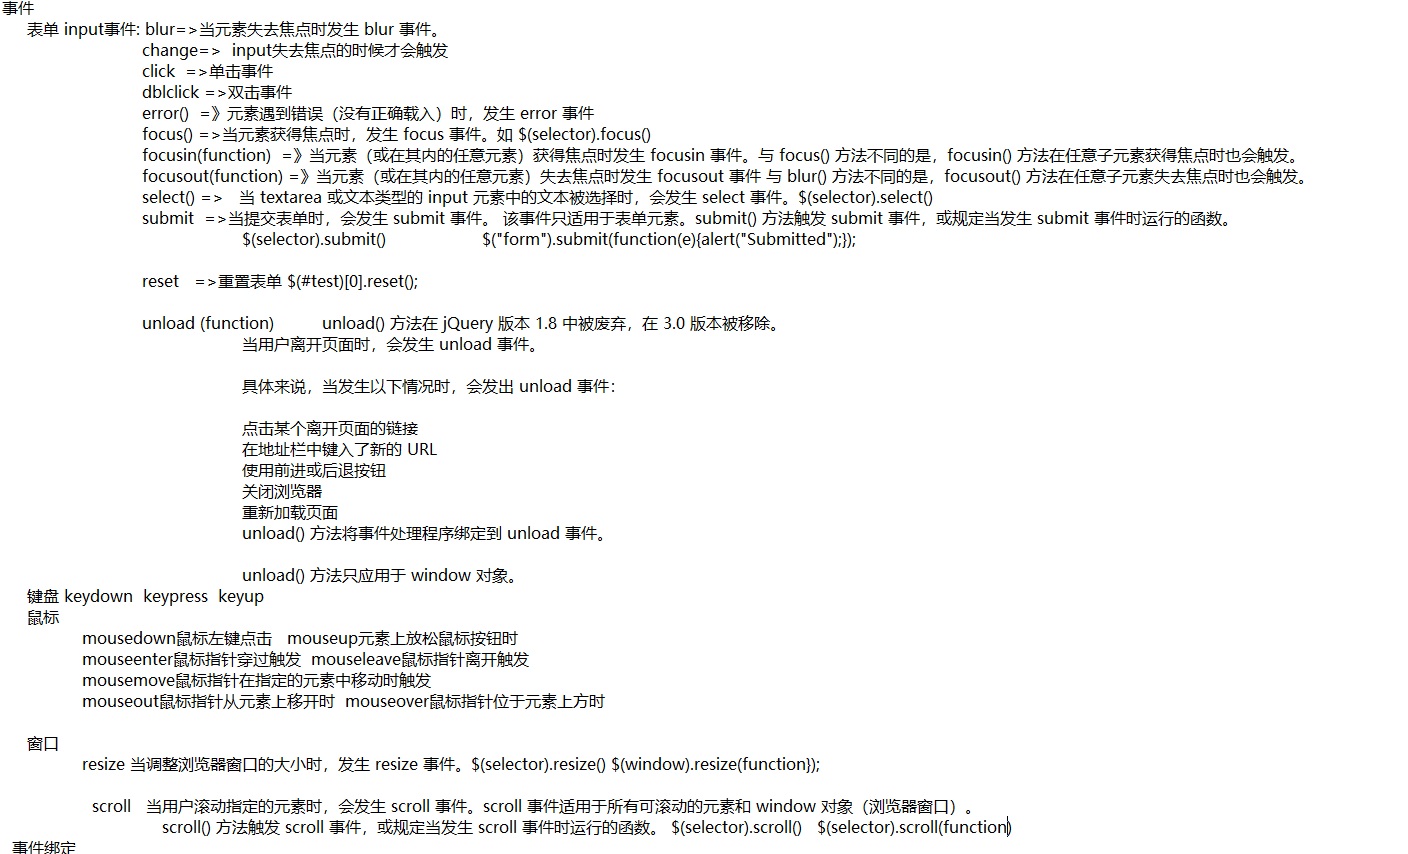 事件
表单 input事件: blur=>当元素失去焦点时发生 blur 事件。
change=> input失去焦点的时候才会触发
click =>单击事件
dblclick =>双击事件
error() =》元素遇到错误（没有正确载入）时，发生 error 事件
focus() =>当元素获得焦点时，发生 focus 事件。如 $(selector).focus()
focusin(function) =》当元素（或在其内的任意元素）获得焦点时发生 focusin 事件。与 focus() 方法不同的是，focusin() 方法在任意子元素获得焦点时也会触发。
focusout(function) =》当元素（或在其内的任意元素）失去焦点时发生 focusout 事件 与 blur() 方法不同的是，focusout() 方法在任意子元素失去焦点时也会触发。
select() => 当 textarea 或文本类型的 input 元素中的文本被选择时，会发生 select 事件。$(selector).select()
submit =>当提交表单时，会发生 submit 事件。 该事件只适用于表单元素。submit() 方法触发 submit 事件，或规定当发生 submit 事件时运行的函数。
$(selector).submit() $("form").submit(function(e){alert("Submitted");});
reset =>重置表单 $(#test)[0].reset();
unload (function) unload() 方法在 jQuery 版本 1.8 中被废弃，在 3.0 版本被移除。
当用户离开页面时，会发生 unload 事件。
具体来说，当发生以下情况时，会发出 unload 事件：
点击某个离开页面的链接
在地址栏中键入了新的 URL
使用前进或后退按钮
关闭浏览器
重新加载页面
unload() 方法将事件处理程序绑定到 unload 事件。
unload() 方法只应用于 window 对象。
键盘 keydown keypress keyup
鼠标
mousedown鼠标左键点击 mouseup元素上放松鼠标按钮时
mouseenter鼠标指针穿过触发 mouseleave鼠标指针离开触发
mousemove鼠标指针在指定的元素中移动时触发
mouseout鼠标指针从元素上移开时 mouseover鼠标指针位于元素上方时
窗口
resize 当调整浏览器窗口的大小时，发生 resize 事件。$(selector).resize() $(window).resize(function});
scroll 当用户滚动指定的元素时，会发生 scroll 事件。scroll 事件适用于所有可滚动的元素和 window 对象（浏览器窗口）。
scroll() 方法触发 scroll 事件，或规定当发生 scroll 事件时运行的函数。 $(selector).scroll() $(selector).scroll(function)
事件绑定